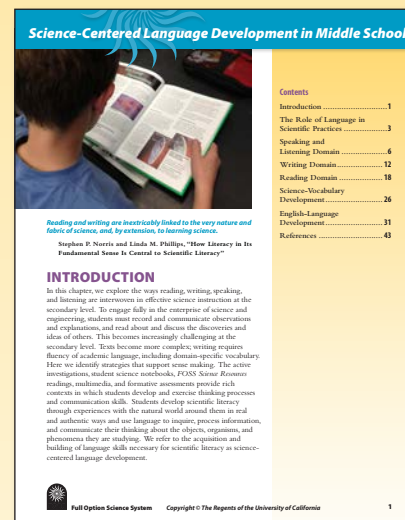 Science-Centered Language Development in Middle School
Contents
Introduction ............................1
The Role of Language in
Scientific Practices ...................3
Speaking and
Listening Domain ...................6
Writing Domain................... 12
Reading Domain .................. 18
Science-Vocabulary
Development........................ 26
English-Language
Development........................ 31
References ........................... 43
Reading and writing are inextricably linked to the very nature and
fabric of science, and, by extension, to learning science.
Stephen P. Norris and Linda M. Phillips, "How Literacy in Its
Fundamental Sense Is Central to Scientific Literacy"
INTRODUCTION
In this chapter, we explore the ways reading, writing, speaking,
and listening are interwoven in effective science instruction at the
secondary level. To engage fully in the enterprise of science and
engineering, students must record and communicate observations
and explanations, and read about and discuss the discoveries and
ideas of others. This becomes increasingly challenging at the
secondary level. Texts become more complex; writing requires
fluency of academic language, including domain-specific vocabulary.
Here we identify strategies that support sense making. The active
investigations, student science notebooks, FOSS Science Resources
readings, multimedia, and formative assessments provide rich
contexts in which students develop and exercise thinking processes
and communication skills. Students develop scientific literacy
through experiences with the natural world around them in real
and authentic ways and use language to inquire, process information,
and communicate their thinking about the objects, organisms, and
phenomena they are studying. We refer to the acquisition and
building of language skills necessary for scientific literacy as science-
centered language development.
Full Option Science System Copyright © The Regents of the University of California 1